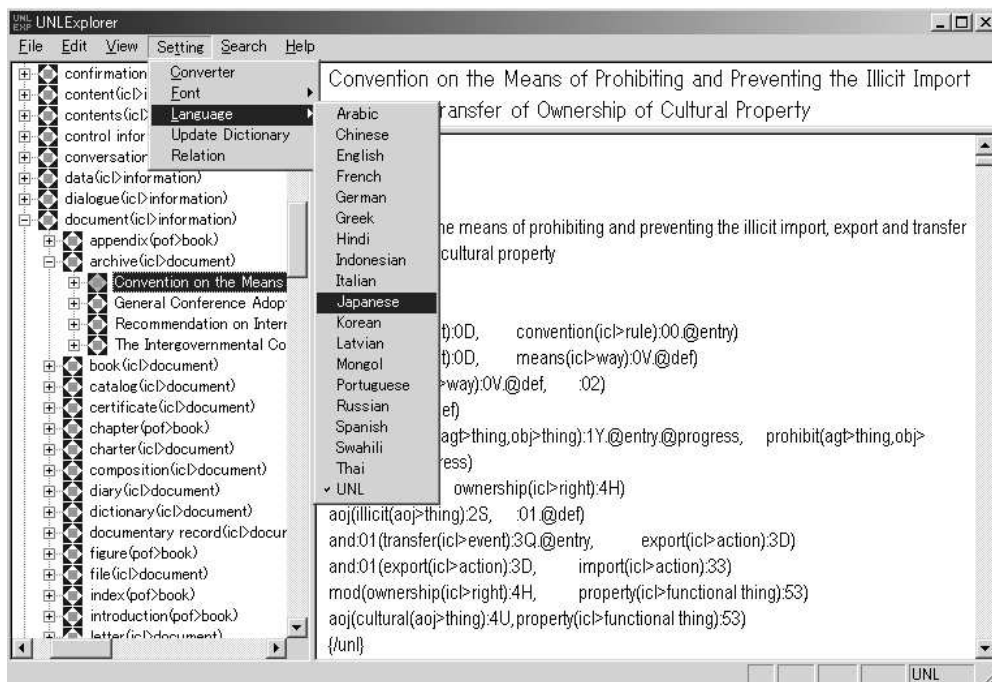 UNL EXP UNLExplorer
File Edit View Setting Search Help
confirmation
content(icl>i
contents(icl>
control infor
conversation
data(icl>information)
dialogue(icl>information)
document(icl>information)
appendix(pof>book)
archive(icl>document)
Convention on the Means
General Conference Adop
Recommendation on Interr
The Intergovernmental Co
book(icl>document)
catalog(icl>document)
certificate(icl>document)
chapter(pof>book)
charter(icl>document)
composition(icl>document)
diary(icl>document)
dictionary(icl>document)
documentary record(icl>docur
figure(pof>book)
file(icl>document)
index(pof>book)
introduction(pof>book)
letter(icl>document)
Converter
Font
Language
Update Dictionary
Relation
Arabic
Chinese
English
French
German
Greek
Hindi
Indonesian
Italian
Japanese
Korean
Latvian
Mongol
Portuguese
Russian
Spanish
Swahili
Thai
UNL
Convention on the Means of Prohibiting and Preventing the Illicit Import
ransfer of Ownership of Cultural Property
he means of prohibiting and preventing the illicit import, export and transfer
cultural property
t):0D, convention(icl>rule):00.@entry)
t):0D, means(icl>way):0V.@def)
>way):0V.@def, :02)
ef)
agt>thing,obj>thing):1Y.@entry.@progress, prohibit(agt>thing,obj>
ress)
ownership(icl>right):4H)
aoj(illicit(aoj>thing):2S, :01.@def)
and:01(transfer(icl>event):3Q.@entry, export(icl>action):3D)
and:01(export(icl>action):3D, import(icl>action):33)
mod(ownership(icl>right):4H, property(icl>functional thing):53)
aoj(cultural(aoj>thing):4U,property(icl>functional thing):53)
{/unl}
UNL